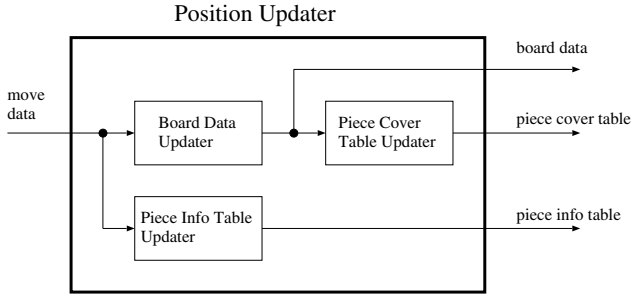 Position Updater
board data
move
data
Board Data
Updater
Piece Cover
Table Updater
piece cover table
Piece Info Table
Updater
piece info table